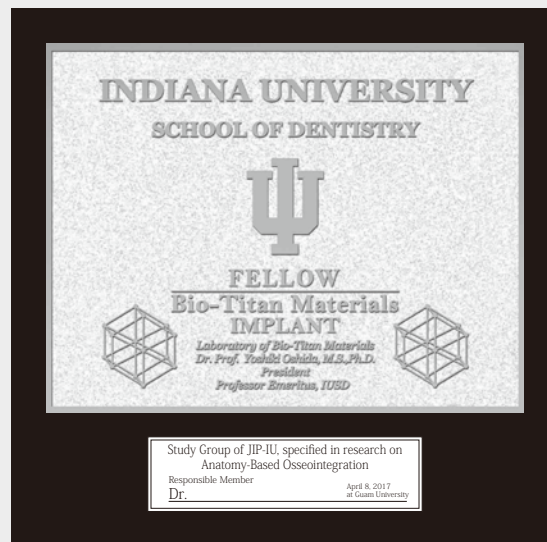 INDIANA UNIVERSITY
SCHOOL OF DENTISTRY
FELLOW
Bio-Titan Materials
IMPLANT
Laboratory of Bio-Titan Materials
Dr. Prof. Yoshiki Oshida, M.S.,Ph.D.
President
Professor Emeritus, IUSD
Study Group of JIP-IU, specified in research on
Anatomy-Based Osseointegration
Responsible Member
Dr.
April 8, 2017
at Guam University